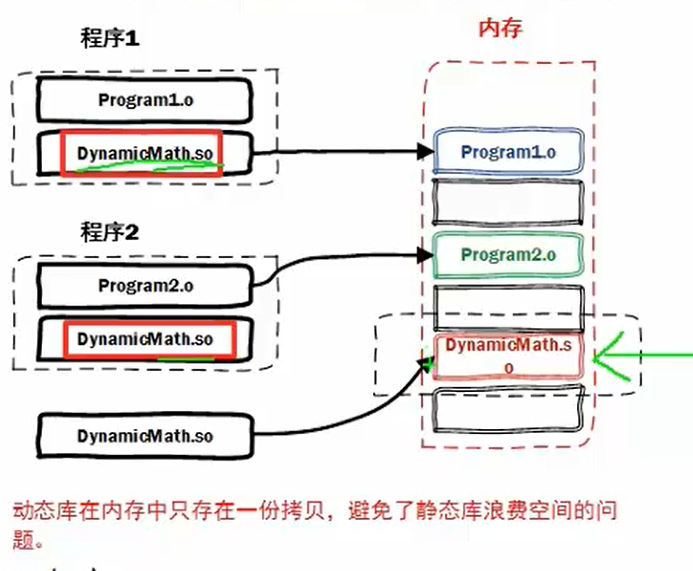 程序1
内存
Program1.o
DynamicMath.so
Program1.o
程序2
Program2.o
Program2.o
DynamicMath.so
DynamicMath.s
o
DynamicMath.so
动态库在内存中只存在一份拷贝，避免了静态库浪费空间的问
题。